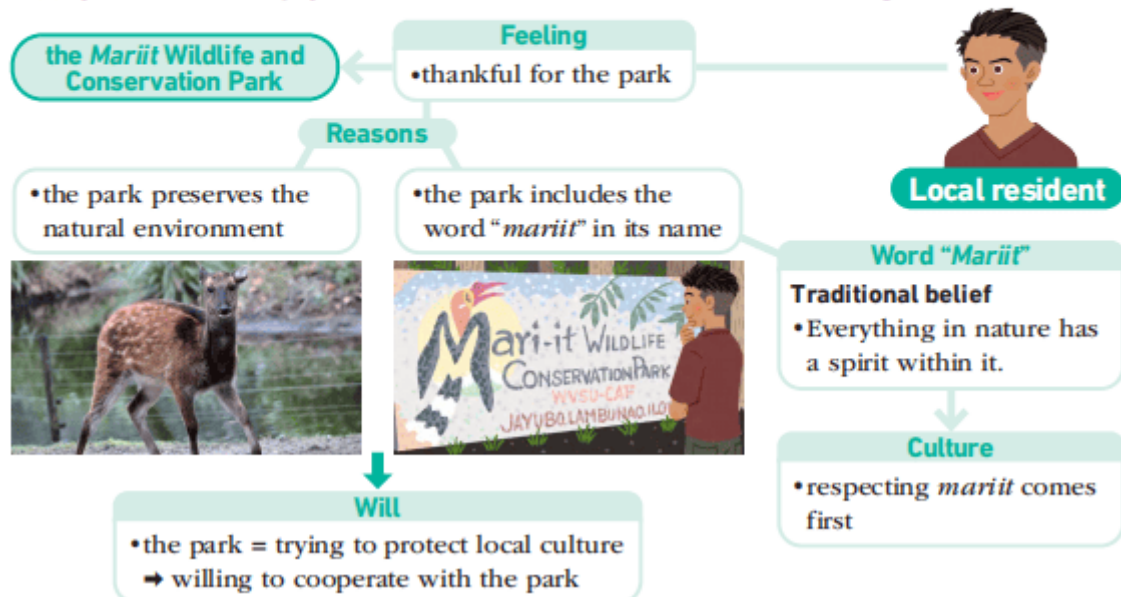 the Mariit Wildlife and
Conservation Park
Feeling
•thankful for the park
Reasons
•the park preserves the
natural environment
•the park includes the
word “mariit” in its name
Local resident
Word “Mariit”
Traditional belief
•Everything in nature has
a spirit within it.
Mari-it WILDLIFE
CONSERVATION PARK
WVSU-CAF
JAYUBO, LAMBUNAO, ILO
Culture
•respecting mariit comes
first
Will
•the park = trying to protect local culture
➡ willing to cooperate with the park